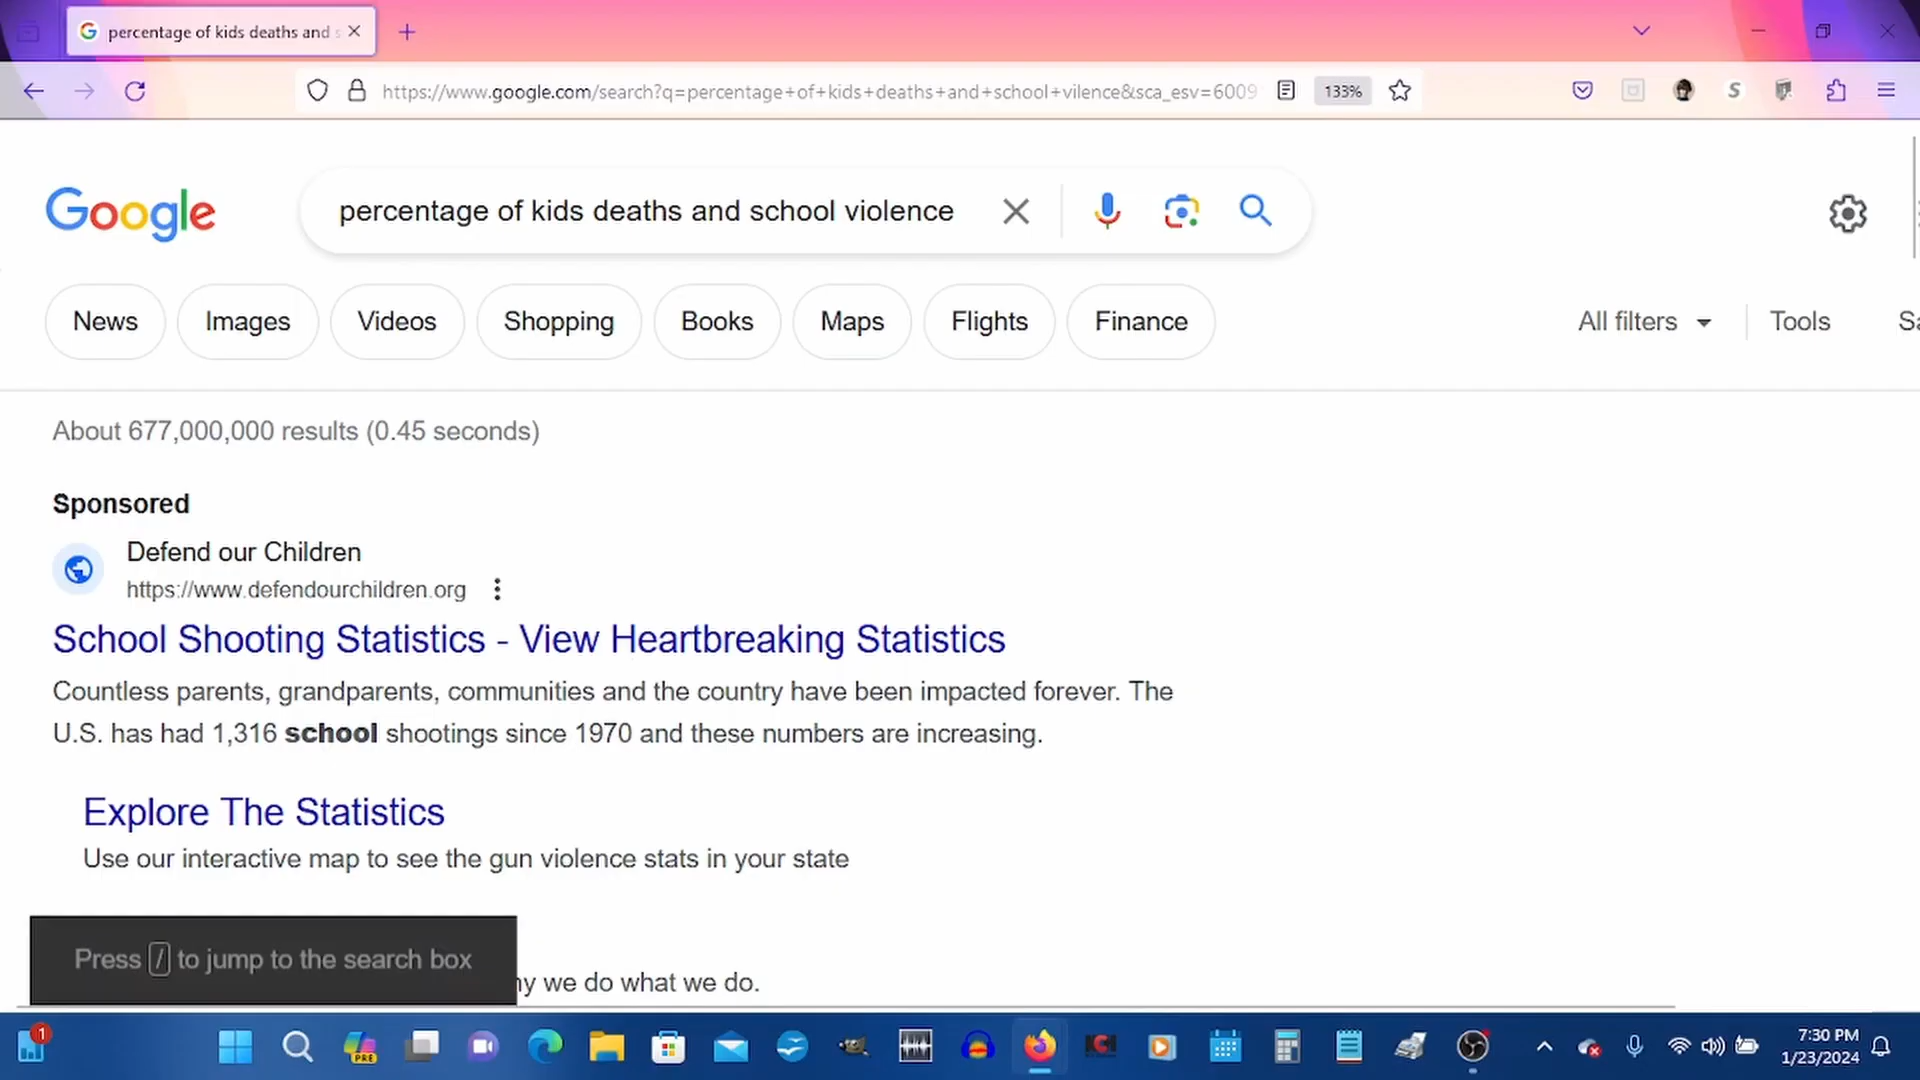 percentage of kids deaths and s
https://www.google.com/search?q=percentage+of+kids+deaths+and+school+vilence&sca_esv=6009
133%
S
Google
percentage of kids deaths and school violence
News
Images
Videos
Shopping
Books
Maps
Flights
Finance
All filters
Tools
Sa
About 677,000,000 results (0.45 seconds)
Sponsored
Defend our Children
https://www.defendourchildren.org
School Shooting Statistics - View Heartbreaking Statistics
Countless parents, grandparents, communities and the country have been impacted forever. The
U.S. has had 1,316 school shootings since 1970 and these numbers are increasing.
Explore The Statistics
Use our interactive map to see the gun violence stats in your state
Press / to jump to the search box
we do what we do.
1
PRE
7:30 PM
1/23/2024